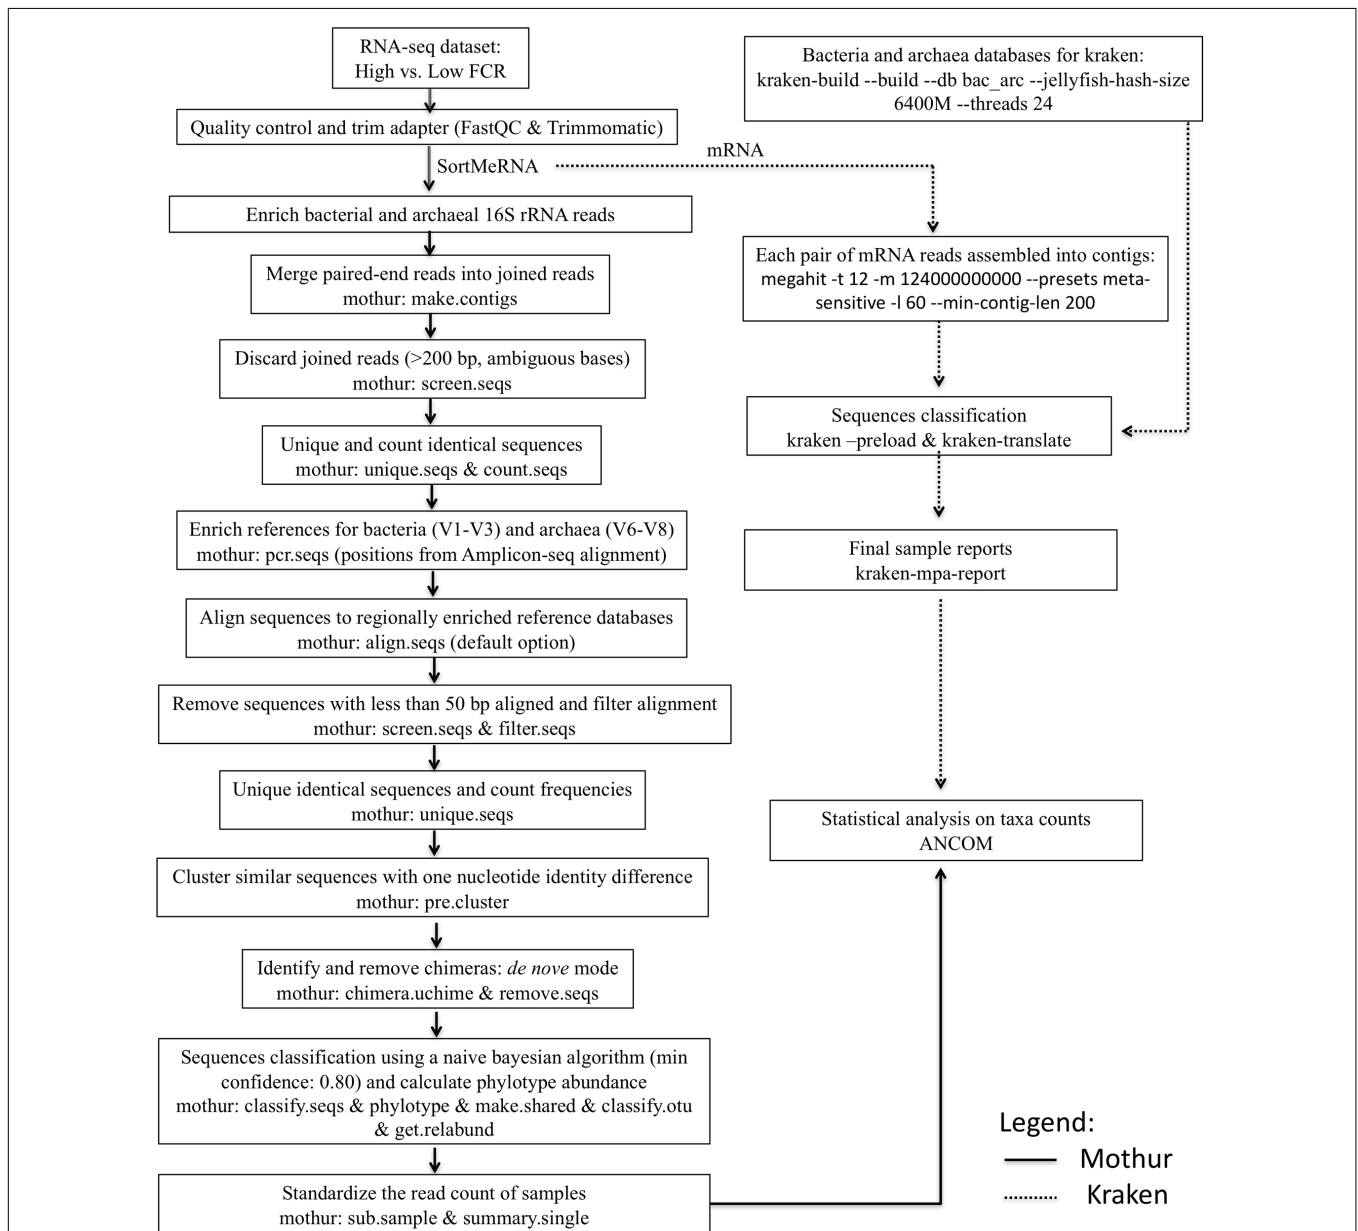 RNA-seq dataset:
High vs. Low FCR
Quality control and trim adapter (FastQC & Trimmomatic)
SortMeRNA
mRNA
Enrich bacterial and archaeal 16S rRNA reads
Merge paired-end reads into joined reads
mothur: make.contigs
Discard joined reads (>200 bp, ambiguous bases)
mothur: screen.seqs
Unique and count identical sequences
mothur: unique.seqs & count.seqs
Enrich references for bacteria (V1-V3) and archaea (V6-V8)
mothur: pcr.seqs (positions from Amplicon-seq alignment)
Align sequences to regionally enriched reference databases
mothur: align.seqs (default option)
Remove sequences with less than 50 bp aligned and filter alignment
mothur: screen.seqs & filter.seqs
Unique identical sequences and count frequencies
mothur: unique.seqs
Cluster similar sequences with one nucleotide identity difference
mothur: pre.cluster
Identify and remove chimeras: de nove mode
mothur: chimera.uchime & remove.seqs
Sequences classification using a naive bayesian algorithm (min
confidence: 0.80) and calculate phylotype abundance
mothur: classify.seqs & phylotype & make.shared & classify.otu
& get.relabund
Standardize the read count of samples
mothur: sub.sample & summary.single
Bacteria and archaea databases for kraken:
kraken-build --build --db bac_arc --jellyfish-hash-size
6400M --threads 24
Each pair of mRNA reads assembled into contigs:
megahit -t 12 -m 124000000000 --presets meta-
sensitive -l 60 --min-contig-len 200
Sequences classification
kraken –preload & kraken-translate
Final sample reports
kraken-mpa-report
Statistical analysis on taxa counts
ANCOM
Legend:
Mothur
Kraken